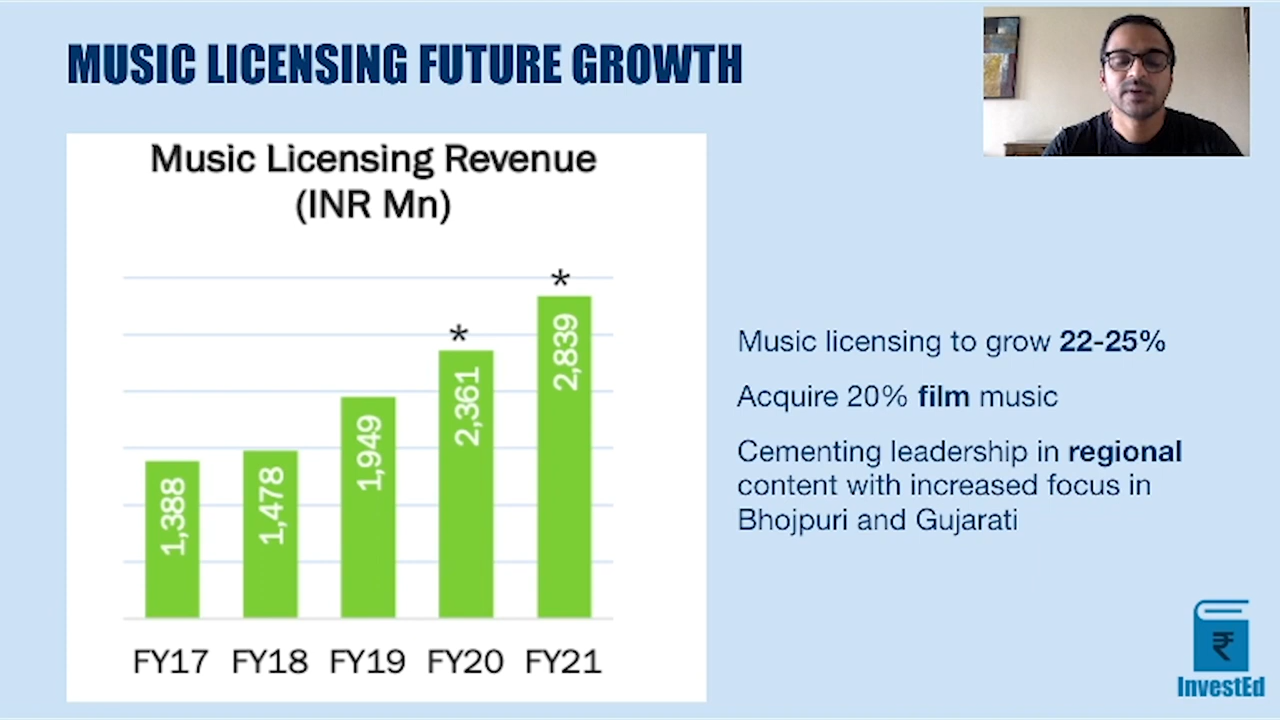 MUSIC LICENSING FUTURE GROWTH
Music Licensing Revenue
(INR Mn)
*
*
1,388
1,478
1,949
2,361
2,839
FY17 FY18 FY19 FY20 FY21
Music licensing to grow 22-25%
Acquire 20% film music
Cementing leadership in regional
content with increased focus in
Bhojpuri and Gujarati
₹
InvestEd